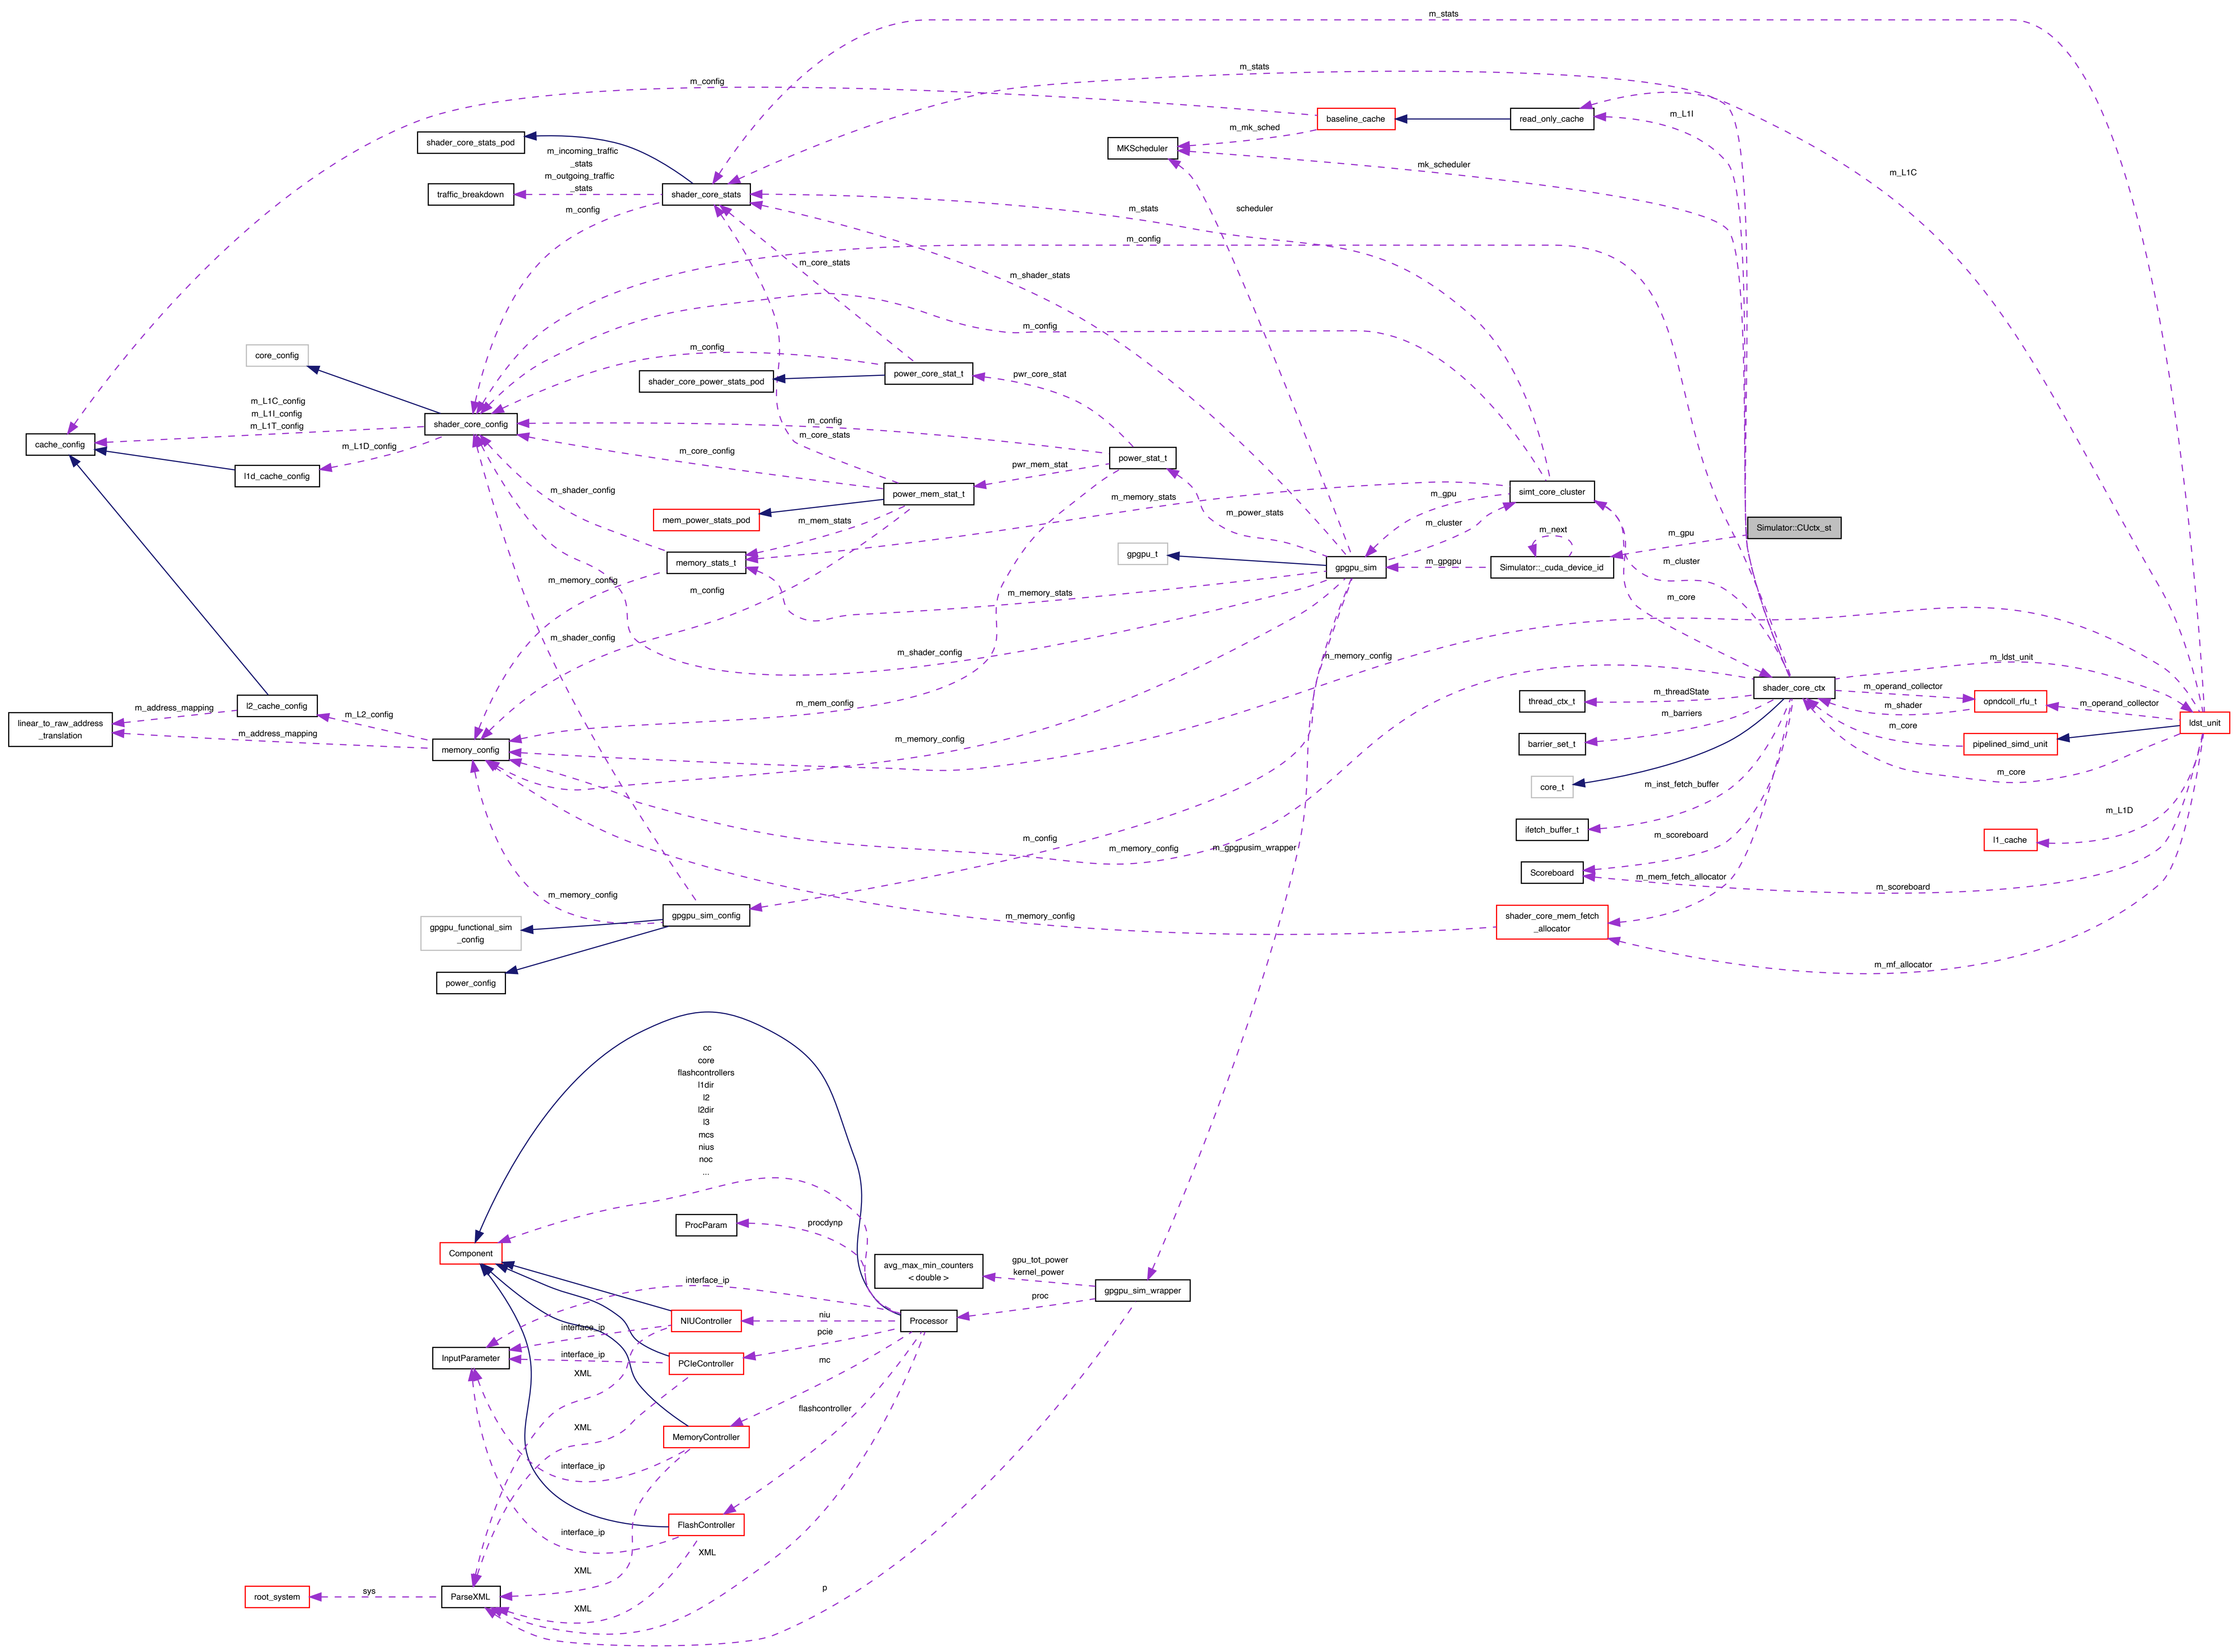 m_stats
m_stats
m_config
baseline_cache
read_only_cache
m_L1I
m_mk_sched
shader_core_stats_pod
MKScheduler
m_incoming_traffic
_stats
m_outgoing_traffic
_stats
mk_scheduler
m_L1C
traffic_breakdown
shader_core_stats
m_config
m_stats
scheduler
m_config
m_core_stats
m_shader_stats
m_config
core_config
m_config
shader_core_power_stats_pod
power_core_stat_t
pwr_core_stat
m_L1C_config
m_L1I_config
m_L1T_config
shader_core_config
m_config
m_core_stats
cache_config
m_L1D_config
m_core_config
power_stat_t
pwr_mem_stat
l1d_cache_config
m_shader_config
power_mem_stat_t
m_memory_stats
m_gpu
simt_core_cluster
mem_power_stats_pod
m_mem_stats
m_power_stats
m_cluster
m_next
Simulator::CUctx_st
m_gpu
gpgpu_t
memory_stats_t
gpgpu_sim
m_gpgpu
Simulator::_cuda_device_id
m_cluster
m_memory_config
m_config
m_memory_stats
m_core
m_shader_config
m_shader_config
m_memory_config
m_ldst_unit
shader_core_ctx
m_operand_collector
m_threadState
thread_ctx_t
opndcoll_rfu_t
m_shader
m_operand_collector
l2_cache_config
m_address_mapping
linear_to_raw_address
_translation
m_L2_config
m_mem_config
m_barriers
ldst_unit
m_address_mapping
memory_config
m_memory_config
barrier_set_t
m_core
pipelined_simd_unit
core_t
m_inst_fetch_buffer
m_core
ifetch_buffer_t
m_L1D
m_config
m_memory_config
m_gpgpusim_wrapper
m_scoreboard
l1_cache
Scoreboard
m_mem_fetch_allocator
m_scoreboard
m_memory_config
gpgpu_sim_config
m_memory_config
shader_core_mem_fetch
_allocator
gpgpu_functional_sim
_config
m_mf_allocator
power_config
cc
core
flashcontrollers
l1dir
l2
l2dir
l3
mcs
nius
noc
...
ProcParam
procdynp
Component
avg_max_min_counters
< double >
gpu_tot_power
kernel_power
interface_ip
gpgpu_sim_wrapper
proc
NIUController
niu
Processor
interface_ip
pcie
InputParameter
interface_ip
PCIeController
mc
XML
flashcontroller
XML
MemoryController
interface_ip
FlashController
interface_ip
XML
XML
root_system
sys
ParseXML
p
XML